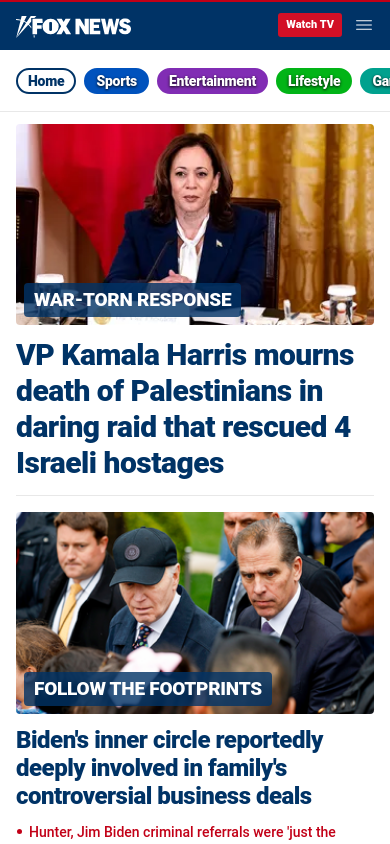 FOX NEWS
Watch TV
Home
Sports
Entertainment
Lifestyle
Ga
WAR-TORN RESPONSE
VP Kamala Harris mourns
death of Palestinians in
daring raid that rescued 4
Israeli hostages
FOLLOW THE FOOTPRINTS
Biden's inner circle reportedly
deeply involved in family's
controversial business deals
Hunter, Jim Biden criminal referrals were 'just the